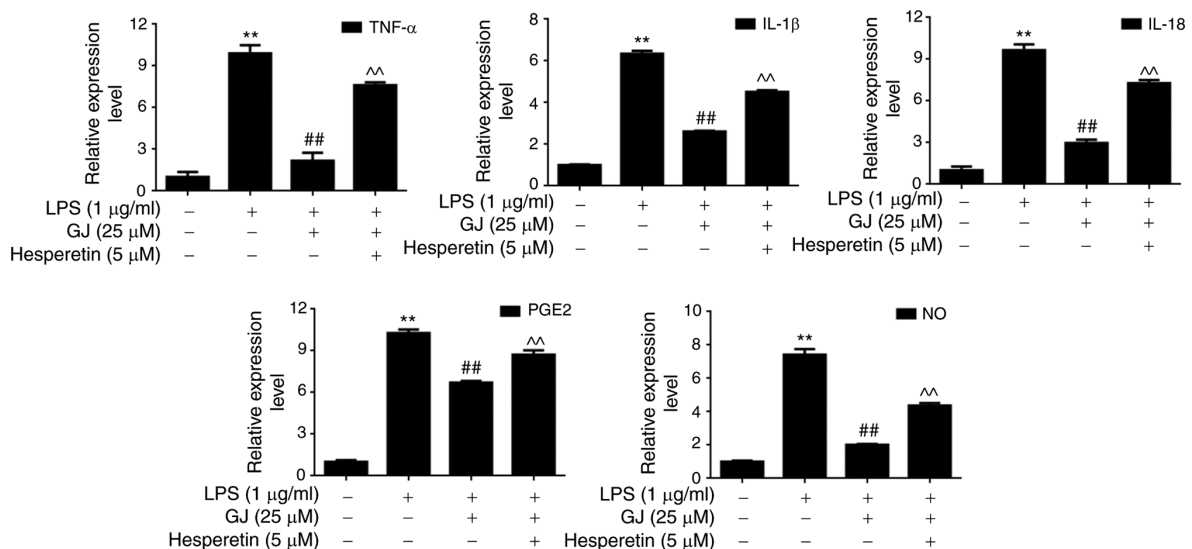 TNF-α
Relative expression
level
12
9
6
3
0
**
##
^^
LPS (1 μg/ml) – + + +
GJ (25 μM) – – + +
Hesperetin (5 μM) – – – +
IL-1β
Relative expression
level
8
6
4
2
0
**
##
^^
LPS (1 μg/ml) – + + +
GJ (25 μM) – – + +
Hesperetin (5 μM) – – – +
IL-18
Relative expression
level
12
9
6
3
0
**
##
^^
LPS (1 μg/ml) – + + +
GJ (25 μM) – – + +
Hesperetin (5 μM) – – – +
PGE2
Relative expression
level
12
9
6
3
0
**
##
^^
LPS (1 μg/ml) – + + +
GJ (25 μM) – – + +
Hesperetin (5 μM) – – – +
NO
Relative expression
level
10
8
6
4
2
0
**
##
^^
LPS (1 μg/ml) – + + +
GJ (25 μM) – – + +
Hesperetin (5 μM) – – – +